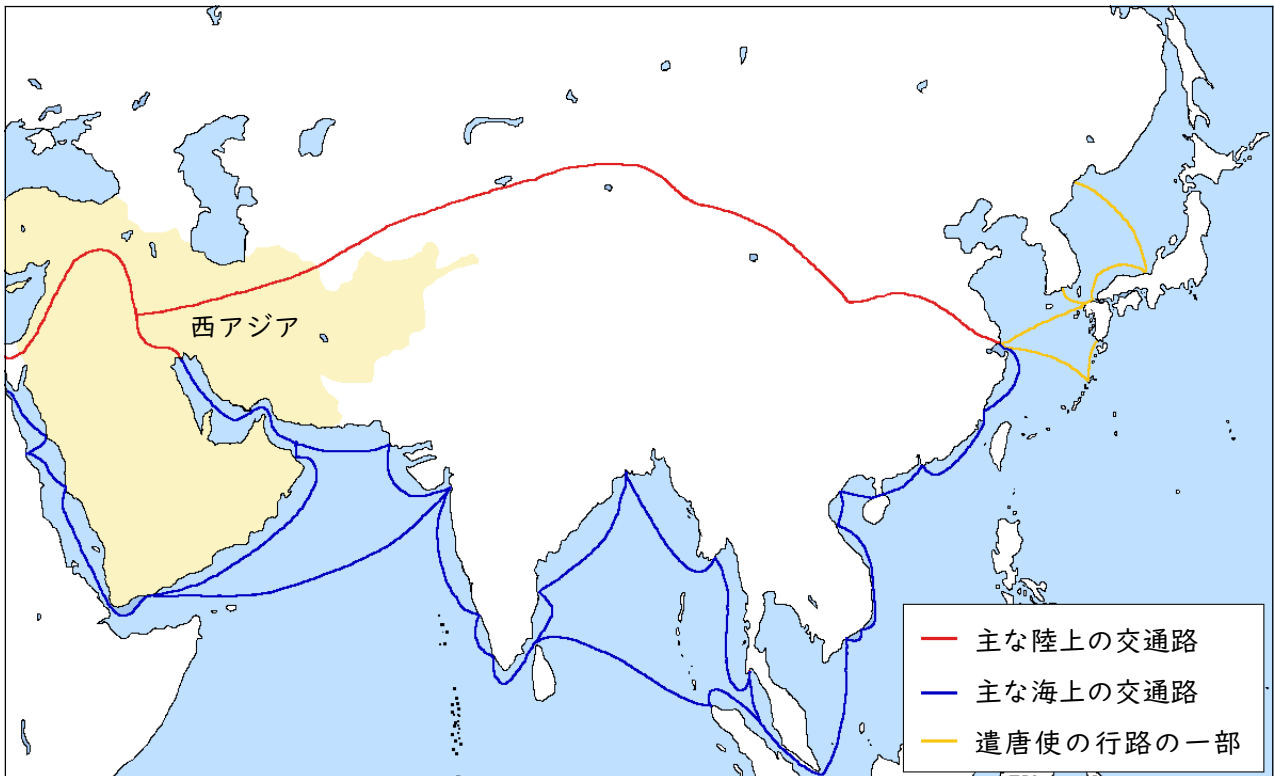 西アジア
主な陸上の交通路
主な海上の交通路
遣唐使の行路の一部